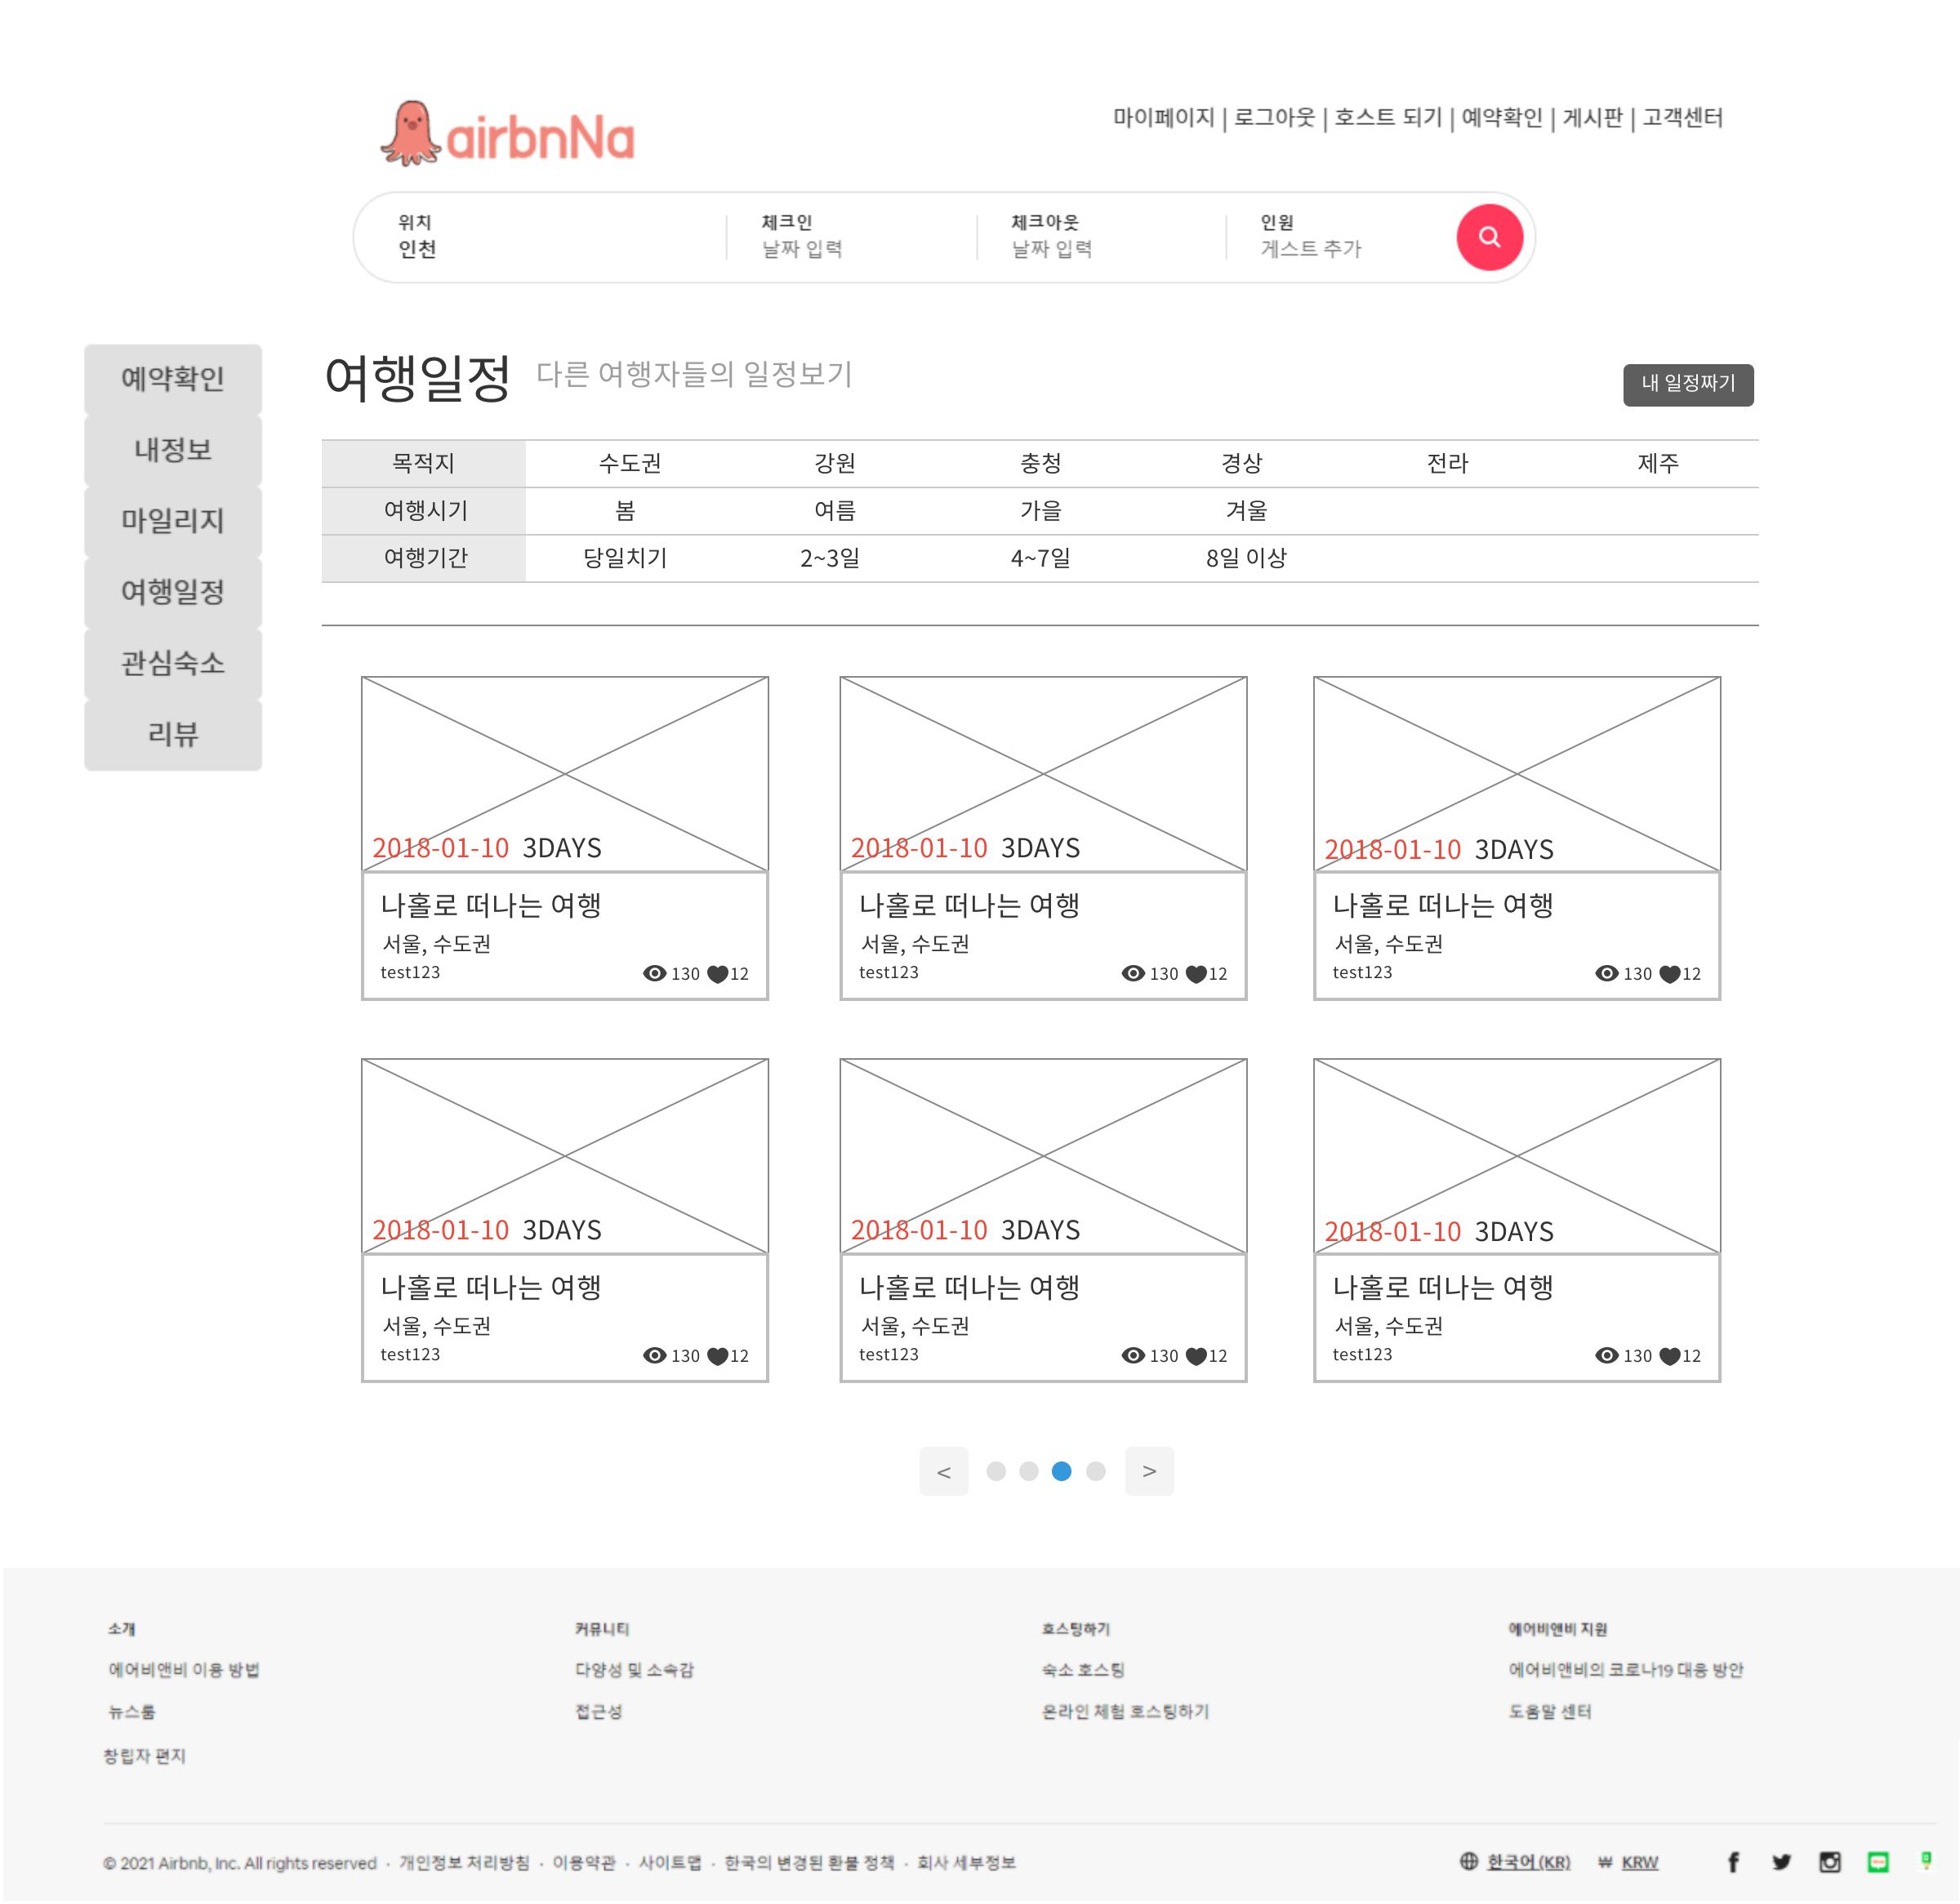 airbnNa
마이페이지 | 로그아웃 | 호스트 되기 | 예약확인 | 게시판 | 고객센터
위치 체크인 체크아웃 인원
인천 날짜 입력 날짜 입력 게스트 추가
예약확인
내정보
마일리지
여행일정
관심숙소
리뷰
여행일정 다른 여행자들의 일정보기
내 일정짜기
목적지 수도권 강원 충청 경상 전라 제주
여행시기 봄 여름 가을 겨울
여행기간 당일치기 2~3일 4~7일 8일 이상
2018-01-10 3DAYS
나홀로 떠나는 여행
서울, 수도권
test123 130 12
2018-01-10 3DAYS
나홀로 떠나는 여행
서울, 수도권
test123 130 12
2018-01-10 3DAYS
나홀로 떠나는 여행
서울, 수도권
test123 130 12
2018-01-10 3DAYS
나홀로 떠나는 여행
서울, 수도권
test123 130 12
2018-01-10 3DAYS
나홀로 떠나는 여행
서울, 수도권
test123 130 12
2018-01-10 3DAYS
나홀로 떠나는 여행
서울, 수도권
test123 130 12
< >
소개
에어비앤비 이용 방법
뉴스룸
창립자 편지
커뮤니티
다양성 및 소속감
접근성
호스팅하기
숙소 호스팅
온라인 체험 호스팅하기
에어비앤비 지원
에어비앤비의 코로나19 대응 방안
도움말 센터
© 2021 Airbnb, Inc. All rights reserved · 개인정보 처리방침 · 이용약관 · 사이트맵 · 한국의 변경된 환불 정책 · 회사 세부정보
한국어 (KR) ₩ KRW